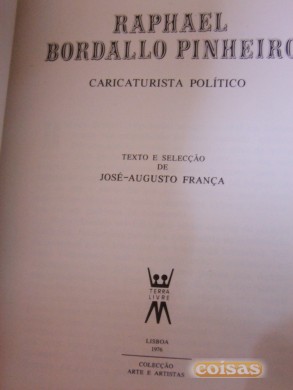 RAPHAEL
BORDALLO PINHEIRO
CARICATURISTA POLÍTICO
TEXTO E SELECÇÃO
DE
JOSÉ-AUGUSTO FRANÇA
TERRA
LIVRE
LISBOA
1976
COLECÇÃO
ARTE E ARTISTAS
coisas